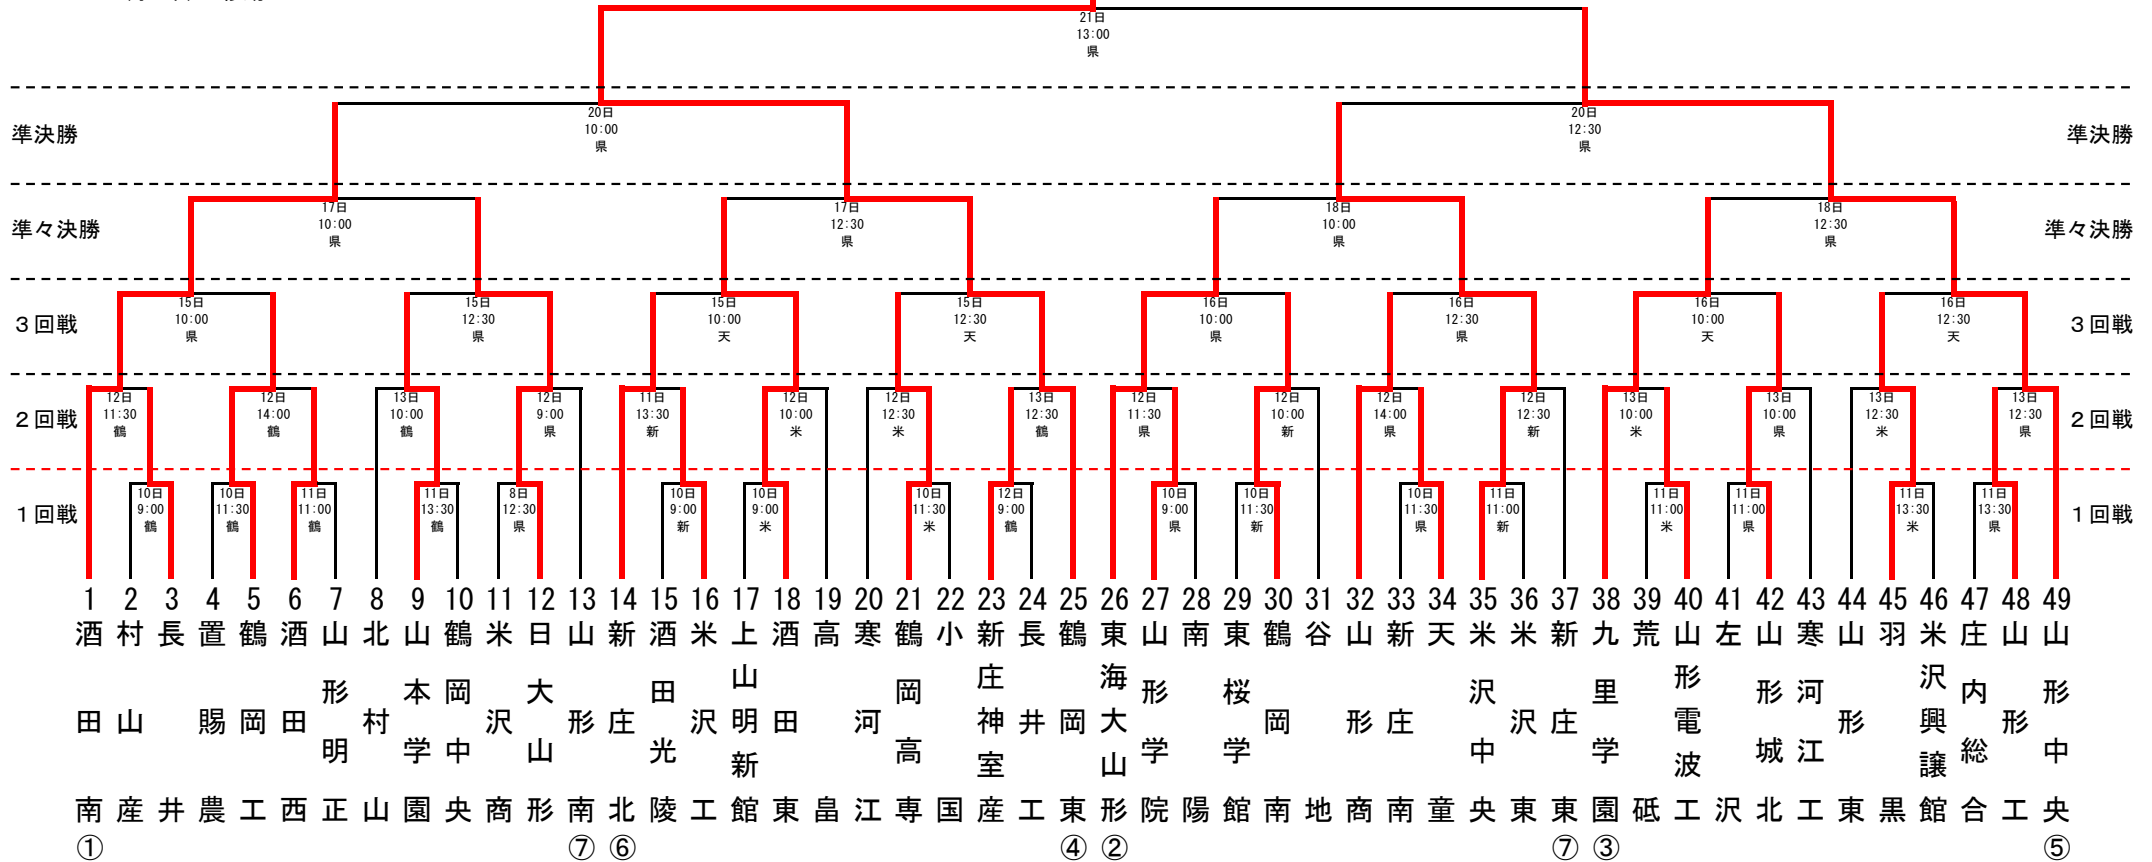 21日
13:00
県
20日
10:00
県
20日
12:30
県
準決勝
準決勝
17日
10:00
県
17日
12:30
県
18日
10:00
県
18日
12:30
県
準々決勝
準々決勝
15日
10:00
県
15日
12:30
県
15日
10:00
天
15日
12:30
天
16日
10:00
県
16日
12:30
県
16日
10:00
天
16日
12:30
天
3回戦
3回戦
12日
11:30
鶴
12日
14:00
鶴
13日
10:00
鶴
12日
9:00
県
11日
13:30
新
12日
10:00
米
12日
12:30
米
13日
12:30
鶴
12日
11:30
県
12日
10:00
新
12日
14:00
県
12日
12:30
新
13日
10:00
米
13日
10:00
県
13日
12:30
米
13日
12:30
県
2回戦
2回戦
10日
9:00
鶴
10日
11:30
鶴
11日
11:00
鶴
11日
13:30
鶴
8日
12:30
県
10日
9:00
新
10日
9:00
米
10日
11:30
米
12日
9:00
鶴
10日
9:00
県
10日
11:30
新
10日
11:30
県
11日
11:00
新
11日
11:00
米
11日
11:00
県
11日
13:30
米
11日
13:30
県
1回戦
1回戦
1 酒田南 ①
2 村山産
3 長井
4 置賜農
5 鶴岡工
6 酒田西
7 山形明正
8 北村山
9 山本学園
10 鶴岡中央
11 米沢商
12 日大山形
13 山形南 ⑦
14 新庄北 ⑥
15 酒田光陵
16 米沢工
17 上山明新館
18 酒田東
19 高畠
20 寒河江
21 鶴岡高専
22 小国
23 新庄神室産
24 長井工
25 鶴岡東 ④
26 東海大山形 ②
27 山形学院
28 南陽
29 東桜学館
30 鶴岡南
31 谷地
32 山形商
33 新庄南
34 天童
35 米沢中央
36 米沢東
37 新庄東 ⑦
38 九里学園 ③
39 荒砥
40 山形電波工
41 左沢
42 山形城北
43 寒河江工
44 山形東
45 羽黒
46 米沢興譲館
47 庄内総合
48 山形工
49 山形中央 ⑤